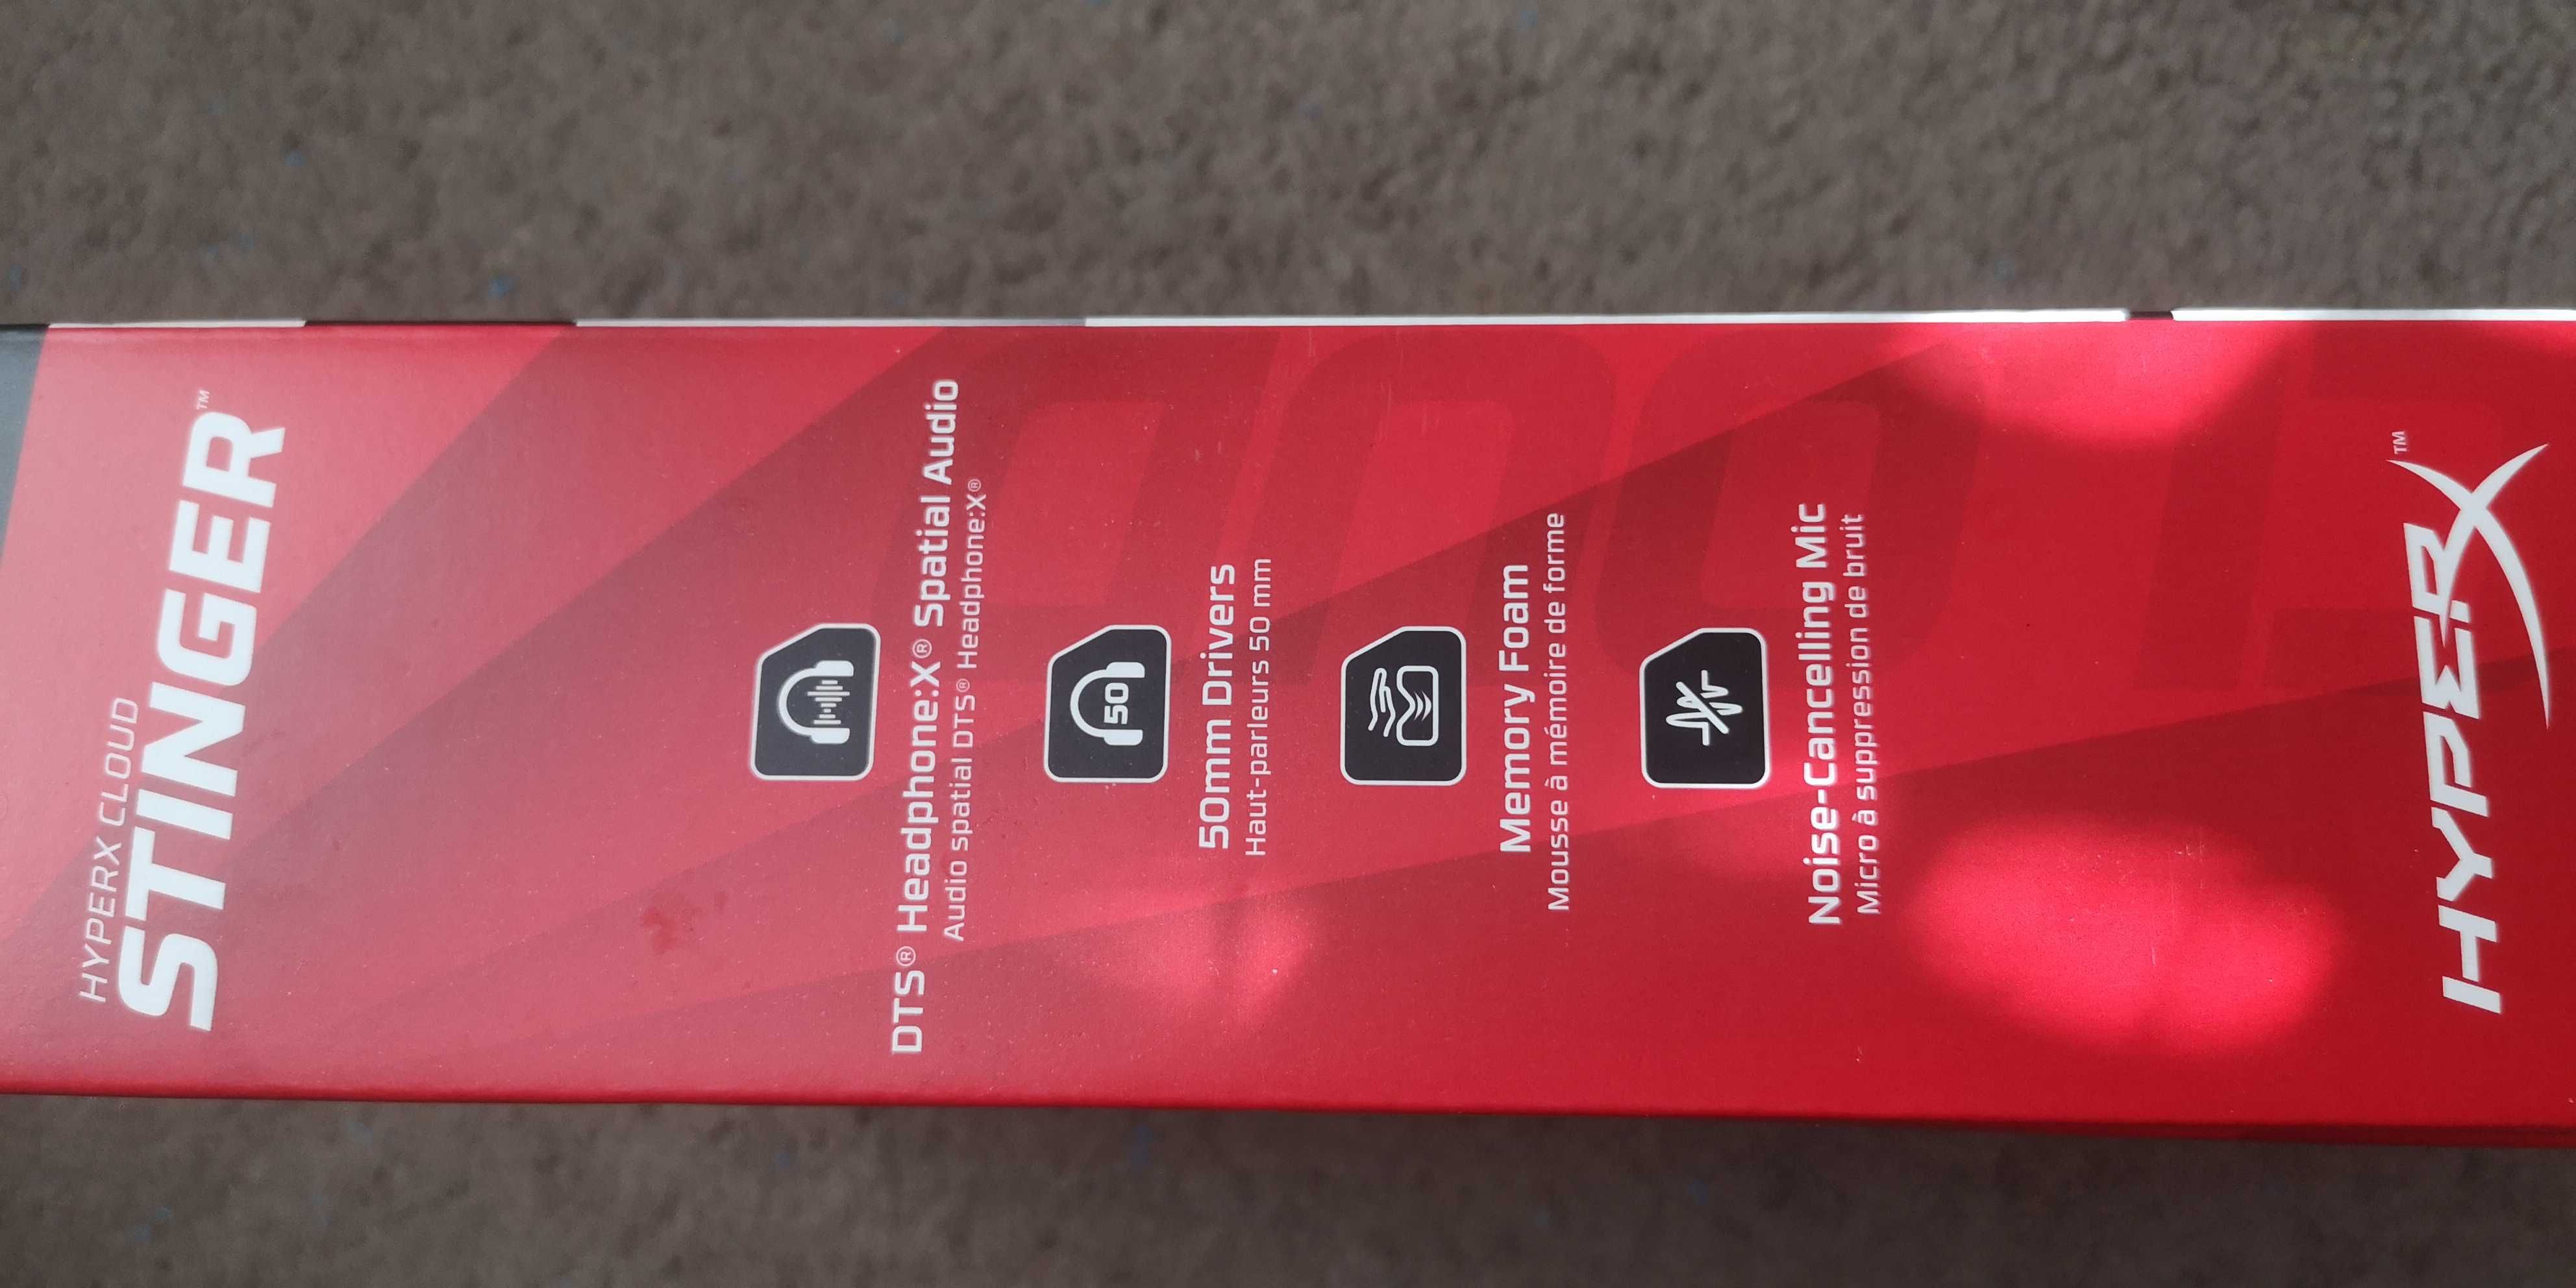 HYPERX CLOUD
STINGER™
DTS® Headphone:X® Spatial Audio
Audio spatial DTS® Headphone:X®
50
50mm Drivers
Haut-parleurs 50 mm
Memory Foam
Mousse à mémoire de forme
Noise-Cancelling Mic
Micro à suppression de bruit
HYPERX™